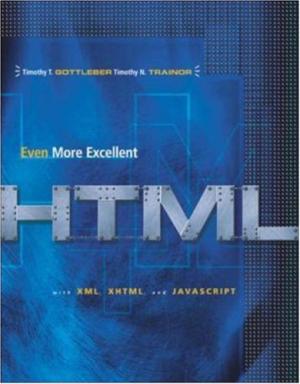 Timothy T. GOTTLEBER Timothy N. TRAINOR
Even More Excellent
HTML
with XML, XHTML, and JAVASCRIPT